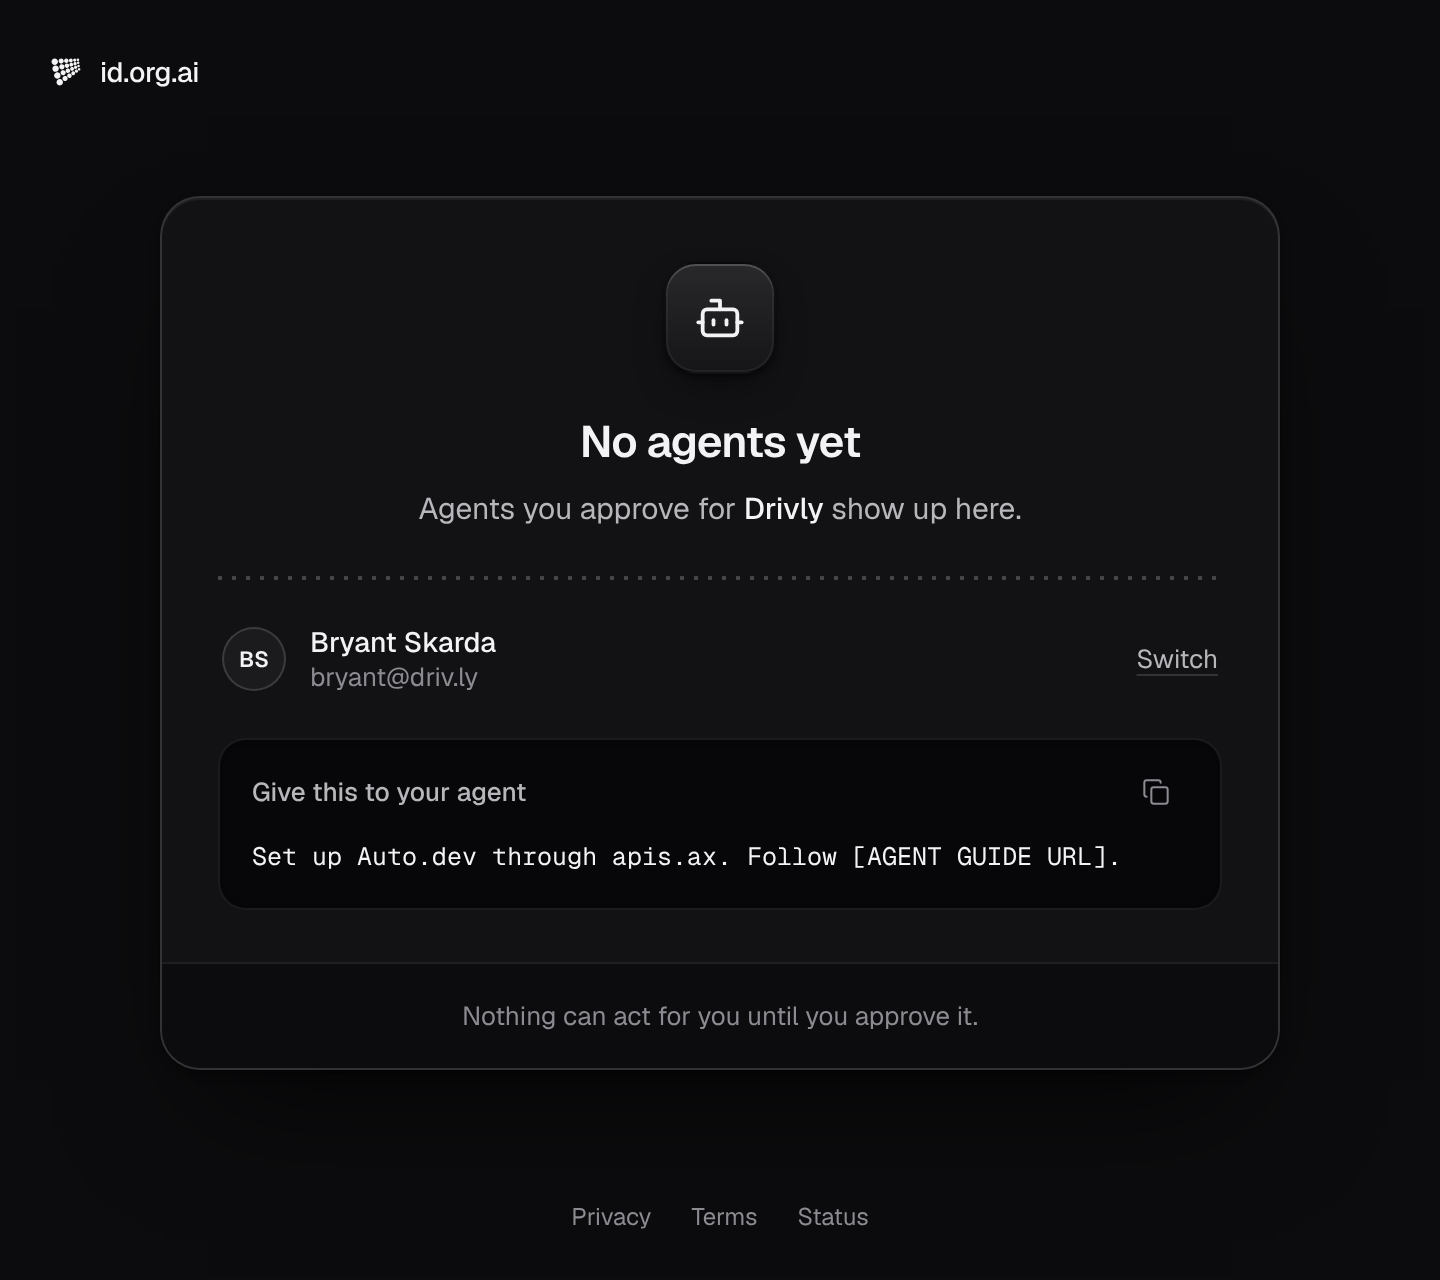 id.org.ai
No agents yet
Agents you approve for Drivly show up here.
BS
Bryant Skarda
bryant@driv.ly
Switch
Give this to your agent
Set up Auto.dev through apis.ax. Follow [AGENT GUIDE URL].
Nothing can act for you until you approve it.
Privacy Terms Status